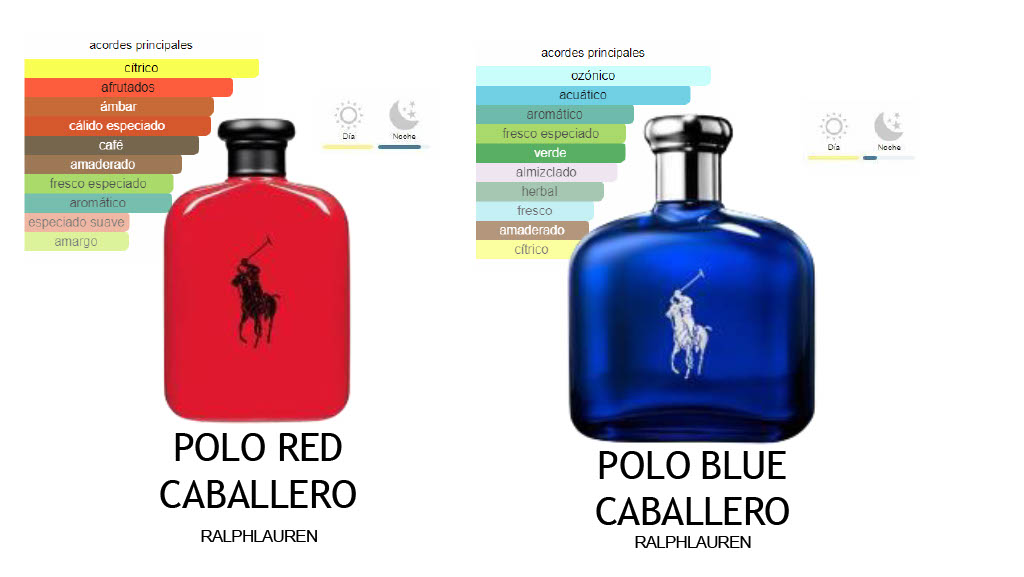 acordes principales
cítrico
afrutados
ámbar
cálido especiado
café
amaderado
fresco especiado
aromático
especiado suave
amargo
Día
Noche
POLO RED
CABALLERO
RALPHLAUREN
acordes principales
ozónico
acuático
aromático
fresco especiado
verde
almizclado
herbal
fresco
amaderado
cítrico
Día
Noche
POLO BLUE
CABALLERO
RALPHLAUREN